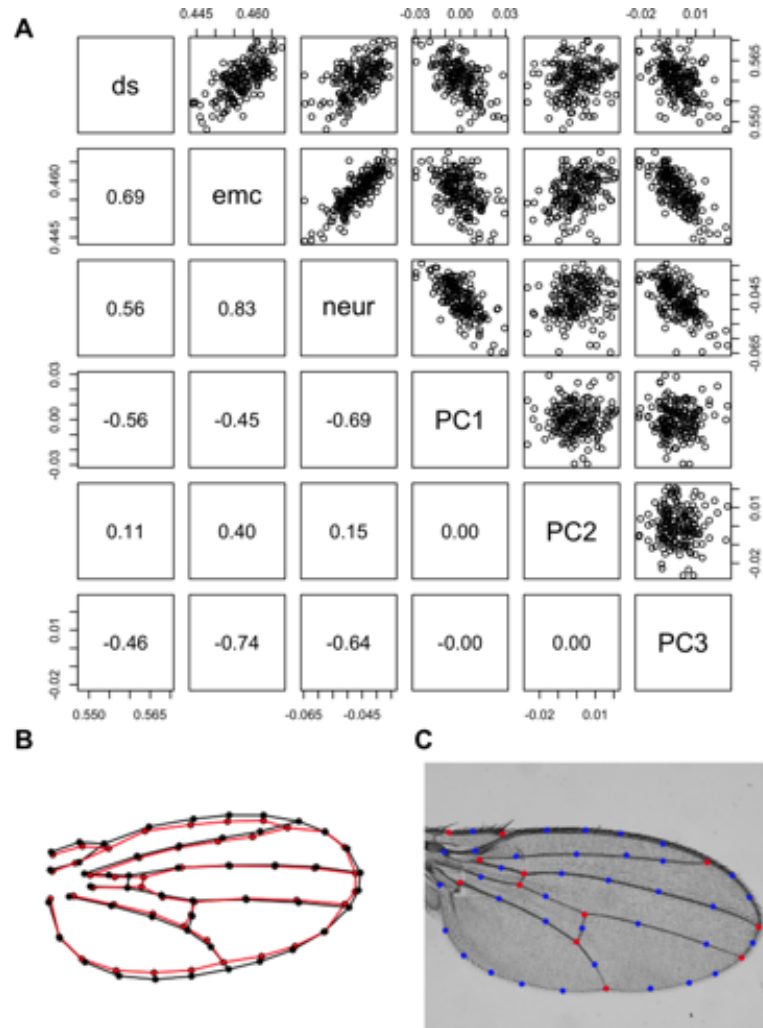 0.445 0.460 -0.03 0.00 0.03 -0.02 0.01
A
ds
0.550 0.565
0.445 0.460
0.69 emc
0.56 0.83 neur
-0.065 -0.045
-0.03 0.00 0.03
-0.56 -0.45 -0.69 PC1
0.11 0.40 0.15 0.00 PC2
-0.02 0.01
-0.02 0.01
-0.46 -0.74 -0.64 -0.00 0.00 PC3
0.550 0.565 -0.065 -0.045 -0.02 0.01
B C